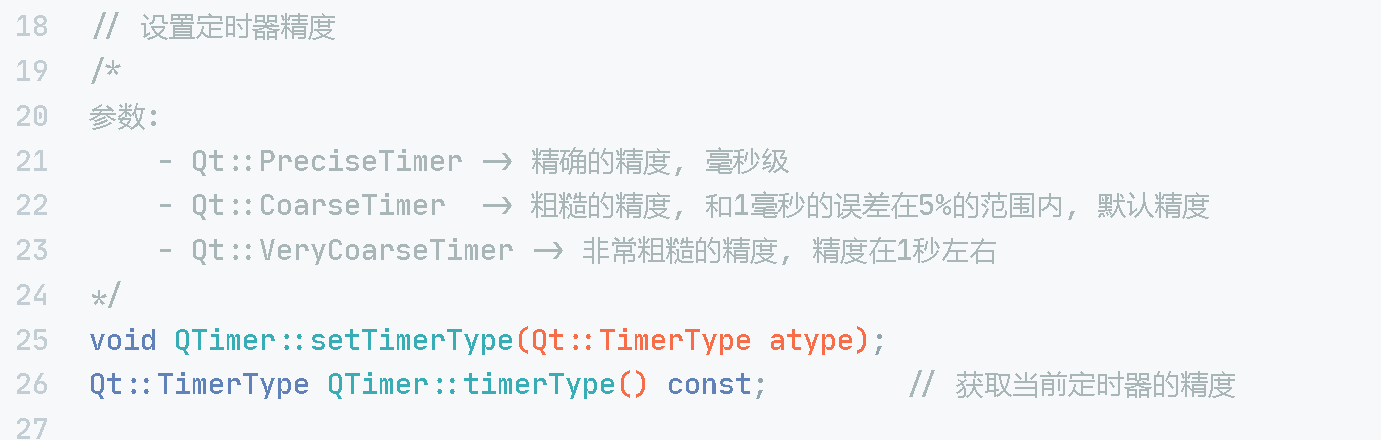 18 // 设置定时器精度
19 /*
20 参数:
21 - Qt::PreciseTimer -> 精确的精度, 毫秒级
22 - Qt::CoarseTimer -> 粗糙的精度, 和1毫秒的误差在5%的范围内, 默认精度
23 - Qt::VeryCoarseTimer -> 非常粗糙的精度, 精度在1秒左右
24 */
25 void QTimer::setTimerType(Qt::TimerType atype);
26 Qt::TimerType QTimer::timerType() const; // 获取当前定时器的精度
27